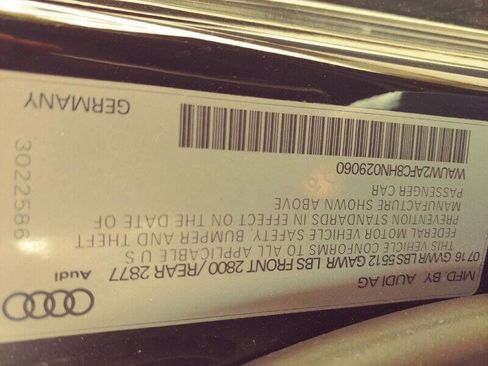 MFD. BY AUDI AG
0716 GVWR LBS 5512 GAWR LBS FRONT 2800 / REAR 2877
THIS VEHICLE CONFORMS TO ALL APPLICABLE U.S
FEDERAL MOTOR VEHICLE SAFETY, BUMPER AND THEFT
PREVENTION STANDARDS IN EFFECT ON THE DATE OF
MANUFACTURE SHOWN ABOVE
PASSENGER CAR
WAUW2AFC8HN029060
GERMANY
3022586
Audi